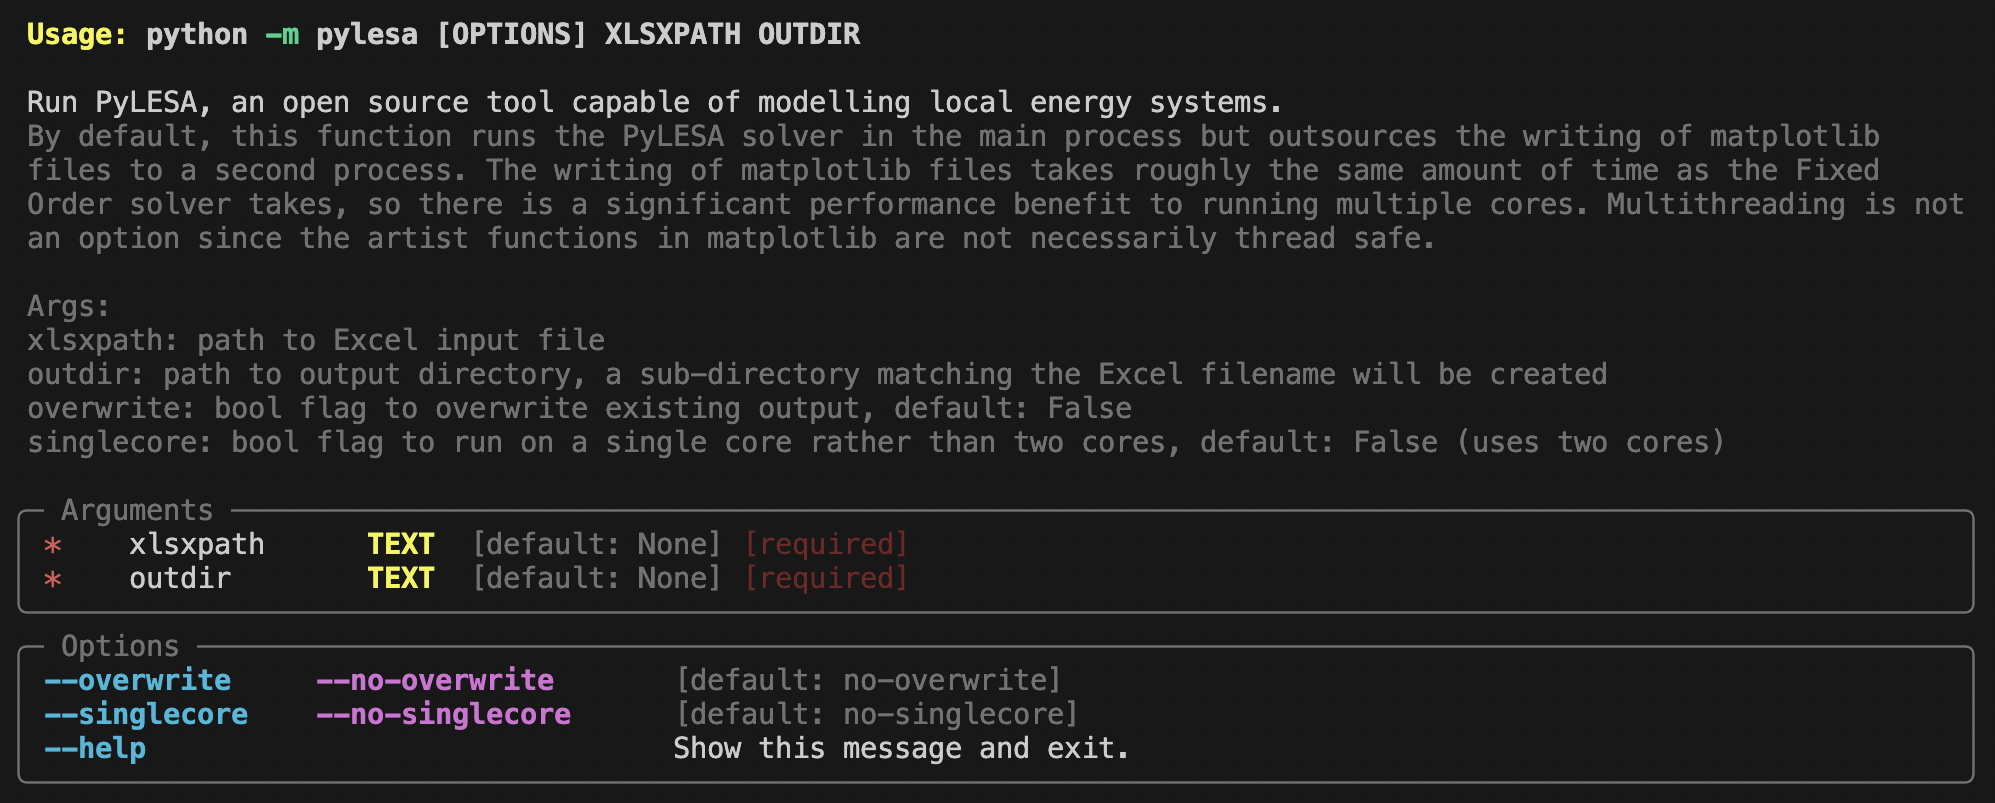 Usage: python -m pylesa [OPTIONS] XLSXPATH OUTDIR
Run PyLESA, an open source tool capable of modelling local energy systems.
By default, this function runs the PyLESA solver in the main process but outsources the writing of matplotlib
files to a second process. The writing of matplotlib files takes roughly the same amount of time as the Fixed
Order solver takes, so there is a significant performance benefit to running multiple cores. Multithreading is not
an option since the artist functions in matplotlib are not necessarily thread safe.
Args:
xlsxpath: path to Excel input file
outdir: path to output directory, a sub-directory matching the Excel filename will be created
overwrite: bool flag to overwrite existing output, default: False
singlecore: bool flag to run on a single core rather than two cores, default: False (uses two cores)
Arguments
* xlsxpath TEXT [default: None] [required]
* outdir TEXT [default: None] [required]
Options
--overwrite --no-overwrite [default: no-overwrite]
--singlecore --no-singlecore [default: no-singlecore]
--help Show this message and exit.